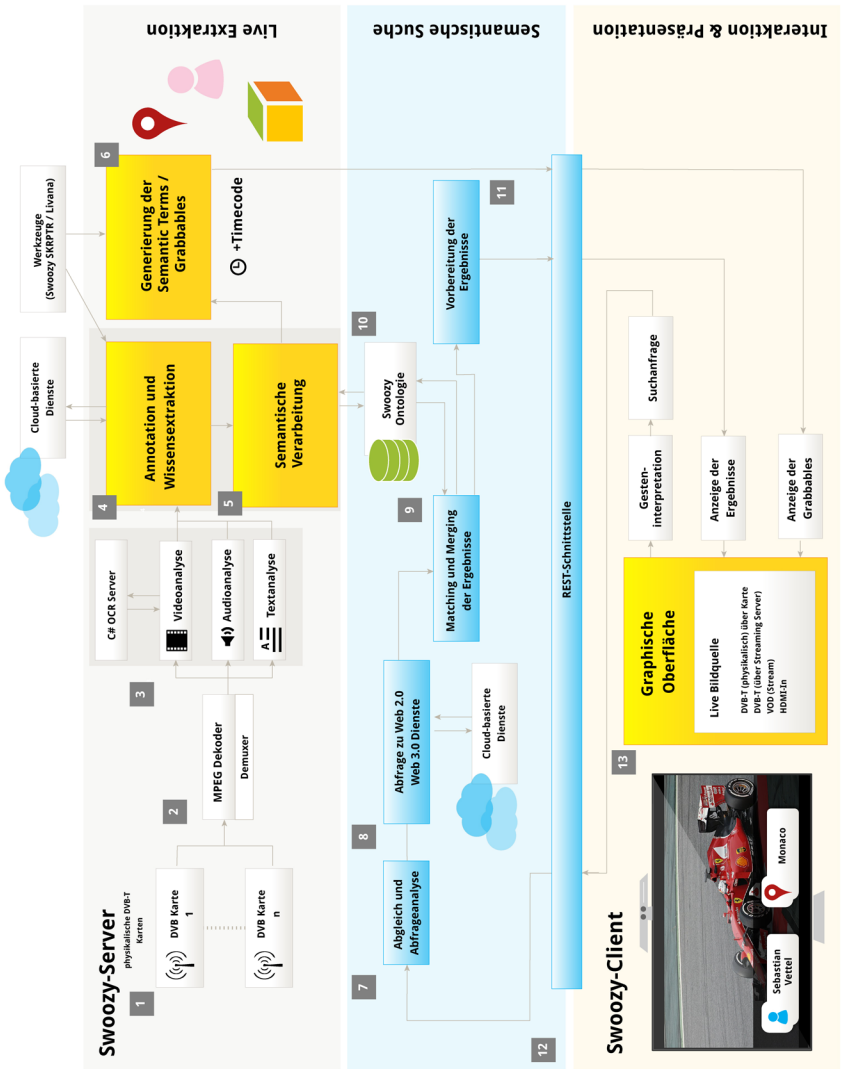 Swoozy-Server
physikalische DVB-T
Karten
1
DVB Karte
1
DVB Karte
n
2
MPEG Dekoder
Demuxer
3
C# OCR Server
Videoanalyse
Audioanalyse
A
Textanalyse
4
Annotation und
Wissensextraktion
5
Semantische
Verarbeitung
Cloud-basierte
Dienste
Werkzeuge
(Swoozy SKRPTR / Livana)
6
Generierung der
Semantic Terms /
Grabbables
+Timecode
Live Extraktion
7
Abgleich und
Abfrageanalyse
8
Abfrage zu Web 2.0
Web 3.0 Dienste
Cloud-basierte
Dienste
9
Matching und Merging
der Ergebnisse
10
Swoozy
Ontologie
11
Vorbereitung der
Ergebnisse
Semantische Suche
12
REST-Schnittstelle
Swoozy-Client
Sebastian
Vettel
Monaco
13
Graphische
Oberfläche
Live Bildquelle
DVB-T (physikalisch) über Karte
DVB-T (über Streaming Server)
VOD (Stream)
HDMI-In
Gesten-
interpretation
Suchanfrage
Anzeige der
Ergebnisse
Anzeige der
Grabbables
Interaktion & Präsentation